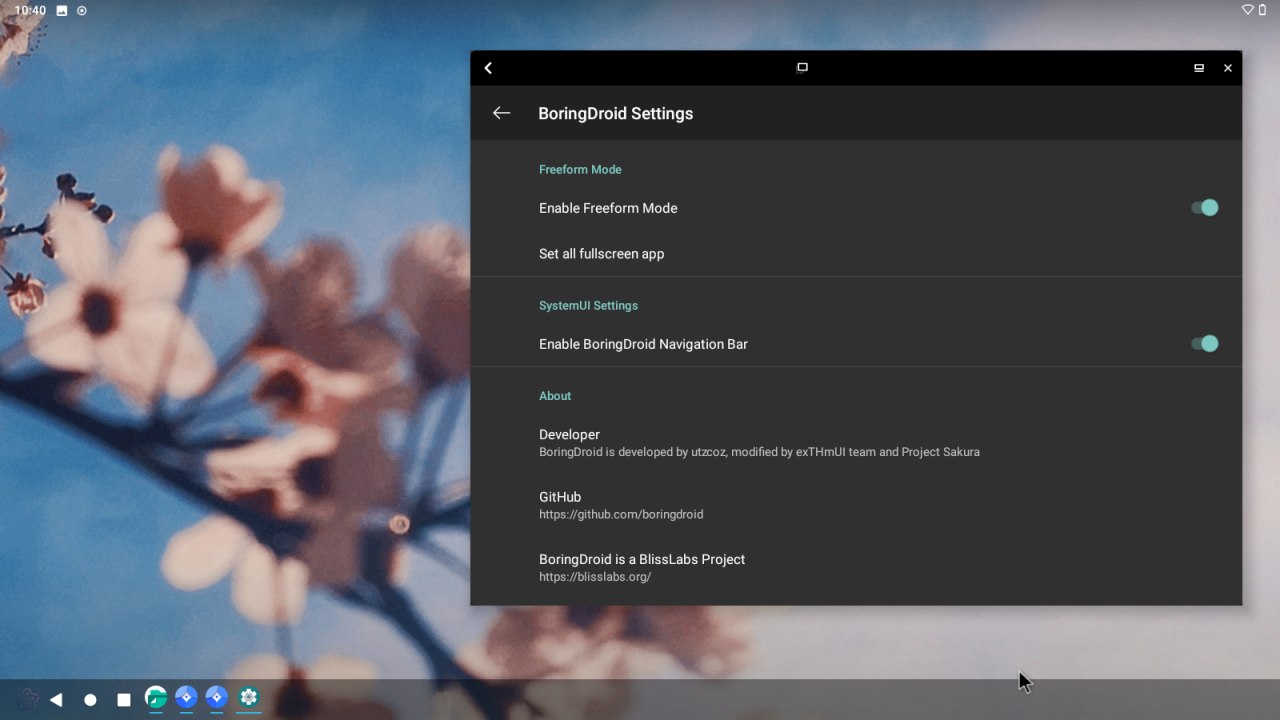 10:40
BoringDroid Settings
Freeform Mode
Enable Freeform Mode
Set all fullscreen app
SystemUI Settings
Enable BoringDroid Navigation Bar
About
Developer
BoringDroid is developed by utzcoz, modified by exTHmUI team and Project Sakura
GitHub
https://github.com/boringdroid
BoringDroid is a BlissLabs Project
https://blisslabs.org/